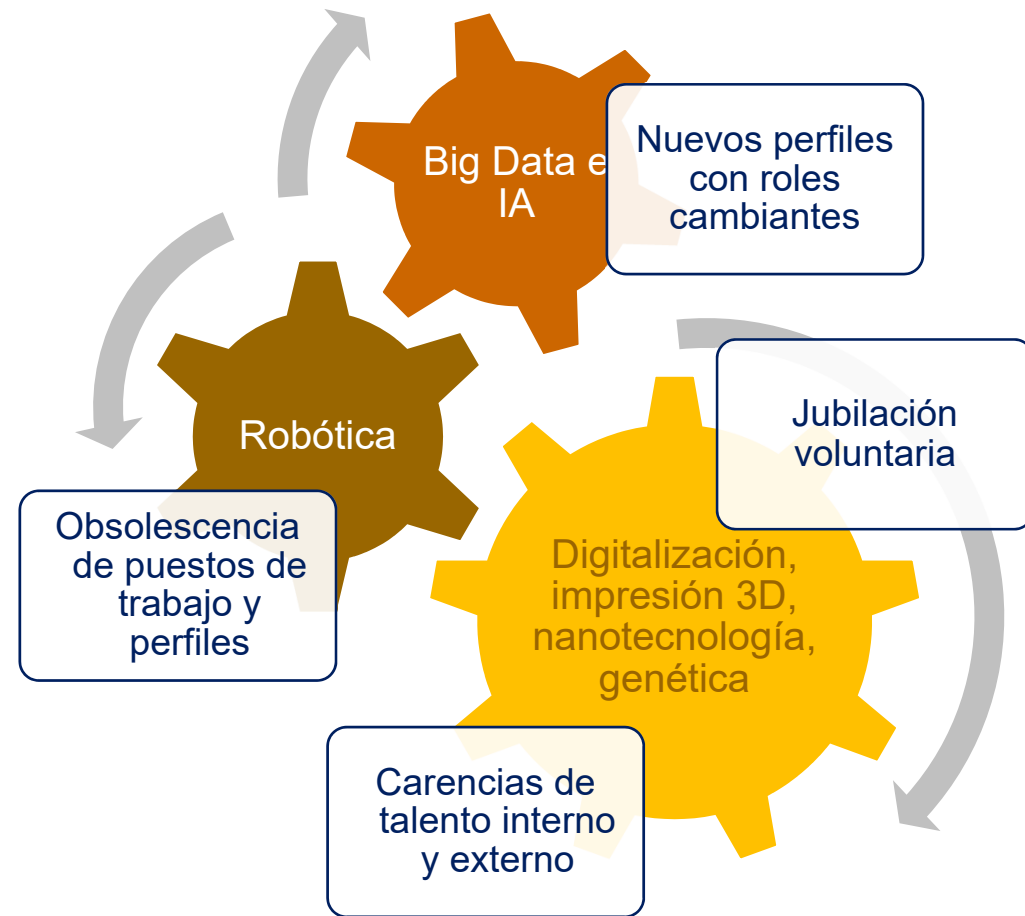 Big Data e
IA
Nuevos perfiles
con roles
cambiantes
Robótica
Jubilación
voluntaria
Obsolescencia
de puestos de
trabajo y
perfiles
Digitalización,
impresión 3D,
nanotecnología,
genética
Carencias de
talento interno
y externo